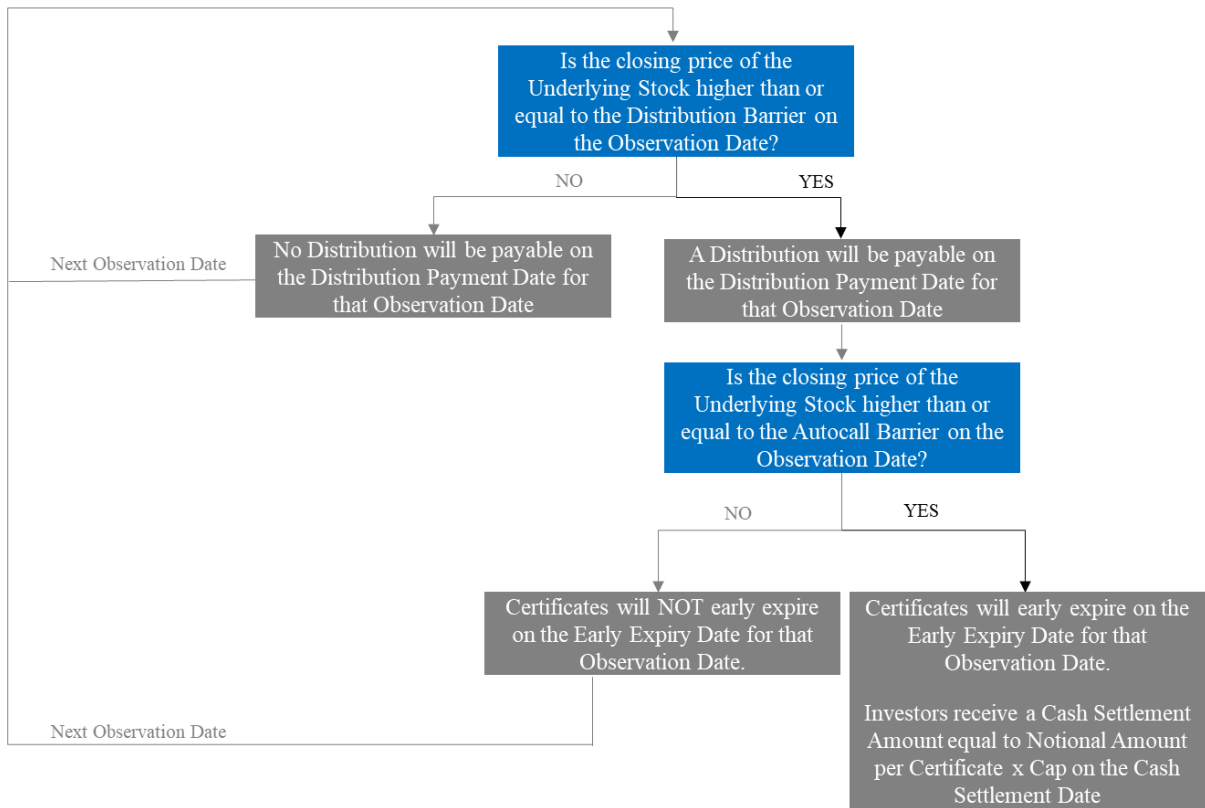 Is the closing price of the
Underlying Stock higher than or
equal to the Distribution Barrier on
the Observation Date?
NO
YES
Next Observation Date
No Distribution will be payable on
the Distribution Payment Date for
that Observation Date
A Distribution will be payable on
the Distribution Payment Date for
that Observation Date
Is the closing price of the
Underlying Stock higher than or
equal to the Autocall Barrier on the
Observation Date?
NO
YES
Certificates will NOT early expire
on the Early Expiry Date for that
Observation Date.
Certificates will early expire on the
Early Expiry Date for that
Observation Date.
Investors receive a Cash Settlement
Amount equal to Notional Amount
per Certificate x Cap on the Cash
Settlement Date
Next Observation Date